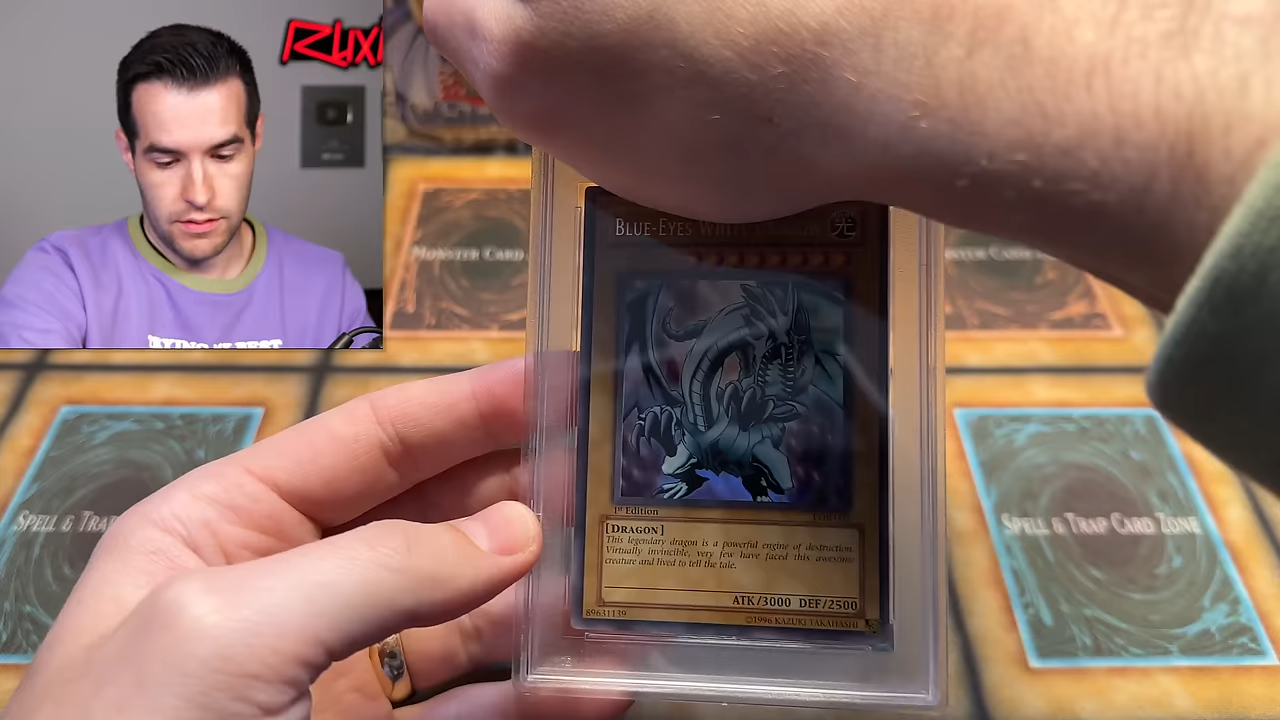 RUXI
MONSTER CARD
BLUE-EYES WHITE
光
1st Edition
[DRAGON]
This legendary dragon is a powerful engine of destruction.
Virtually invincible, very few have faced this awesome
creature and lived to tell the tale.
ATK/3000 DEF/2500
89631139
©1996 KAZUKI TAKAHASHI
SPELL & TRAP
SPELL & TRAP CARD ZONE